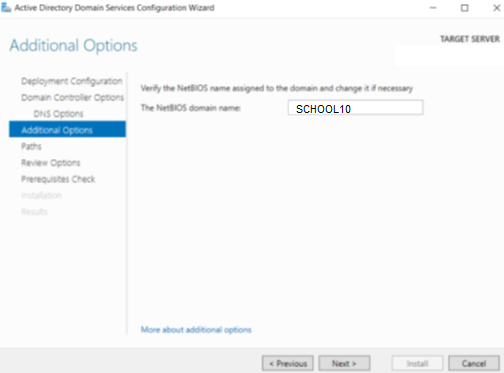 Active Directory Domain Services Configuration Wizard
Additional Options
TARGET SERVER
Deployment Configuration
Domain Controller Options
DNS Options
Additional Options
Paths
Review Options
Prerequisites Check
Installation
Results
Verify the NetBIOS name assigned to the domain and change it if necessary
The NetBIOS domain name: SCHOOL10
More about additional options
< Previous Next > Install Cancel